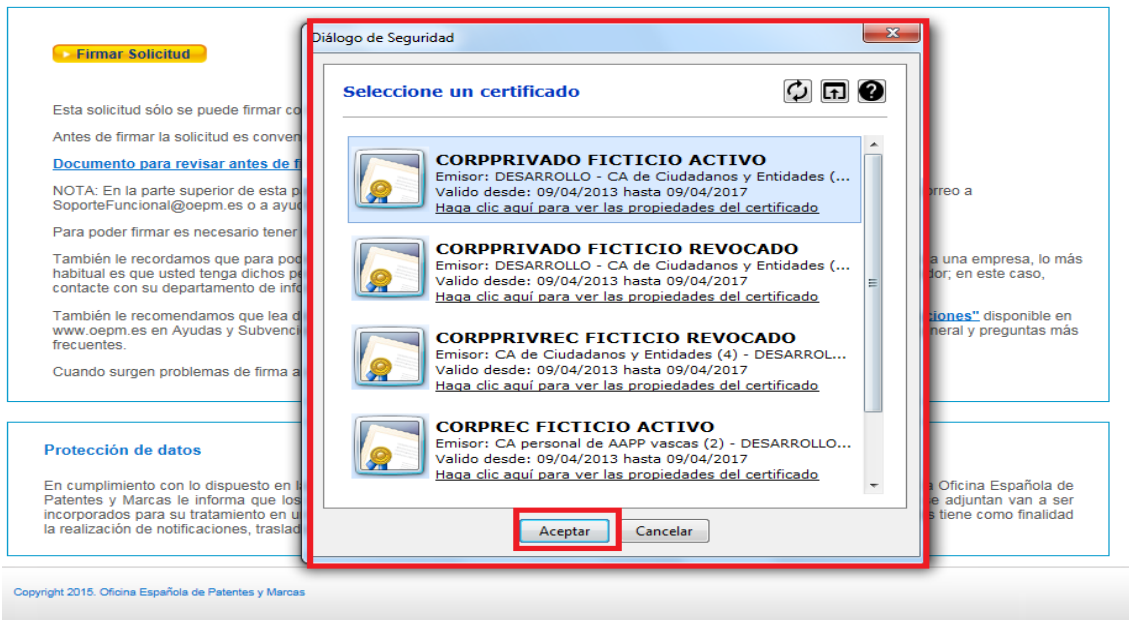 Firmar Solicitud
Esta solicitud sólo se puede firmar co
Antes de firmar la solicitud es conven
Documento para revisar antes de f
NOTA: En la parte superior de esta p
orreo a
SoporteFuncional@oepm.es o a ayu
Para poder firmar es necesario tener
También le recordamos que para pod
a una empresa, lo más
habitual es que usted tenga dichos pe
dor; en este caso,
contacte con su departamento de info
También le recomendamos que lea d
ciones" disponible en
www.oepm.es en Ayudas y Subvenci
neral y preguntas más
frecuentes.
Cuando surgen problemas de firma a
Diálogo de Seguridad
Seleccione un certificado
CORPPRIVADO FICTICIO ACTIVO
Emisor: DESARROLLO - CA de Ciudadanos y Entidades (...
Valido desde: 09/04/2013 hasta 09/04/2017
Haga clic aquí para ver las propiedades del certificado
CORPPRIVADO FICTICIO REVOCADO
Emisor: DESARROLLO - CA de Ciudadanos y Entidades (...
Valido desde: 09/04/2013 hasta 09/04/2017
Haga clic aquí para ver las propiedades del certificado
CORPPRIVREC FICTICIO REVOCADO
Emisor: CA de Ciudadanos y Entidades (4) - DESARROL...
Valido desde: 09/04/2013 hasta 09/04/2017
Haga clic aquí para ver las propiedades del certificado
CORPREC FICTICIO ACTIVO
Emisor: CA personal de AAPP vascas (2) - DESARROLLO...
Valido desde: 09/04/2013 hasta 09/04/2017
Haga clic aquí para ver las propiedades del certificado
Aceptar
Cancelar
Protección de datos
En cumplimiento con lo dispuesto en l
a Oficina Española de
Patentes y Marcas le informa que los
se adjuntan van a ser
incorporados para su tratamiento en u
s tiene como finalidad
la realización de notificaciones, traslad
Copyright 2015. Oficina Española de Patentes y Marcas